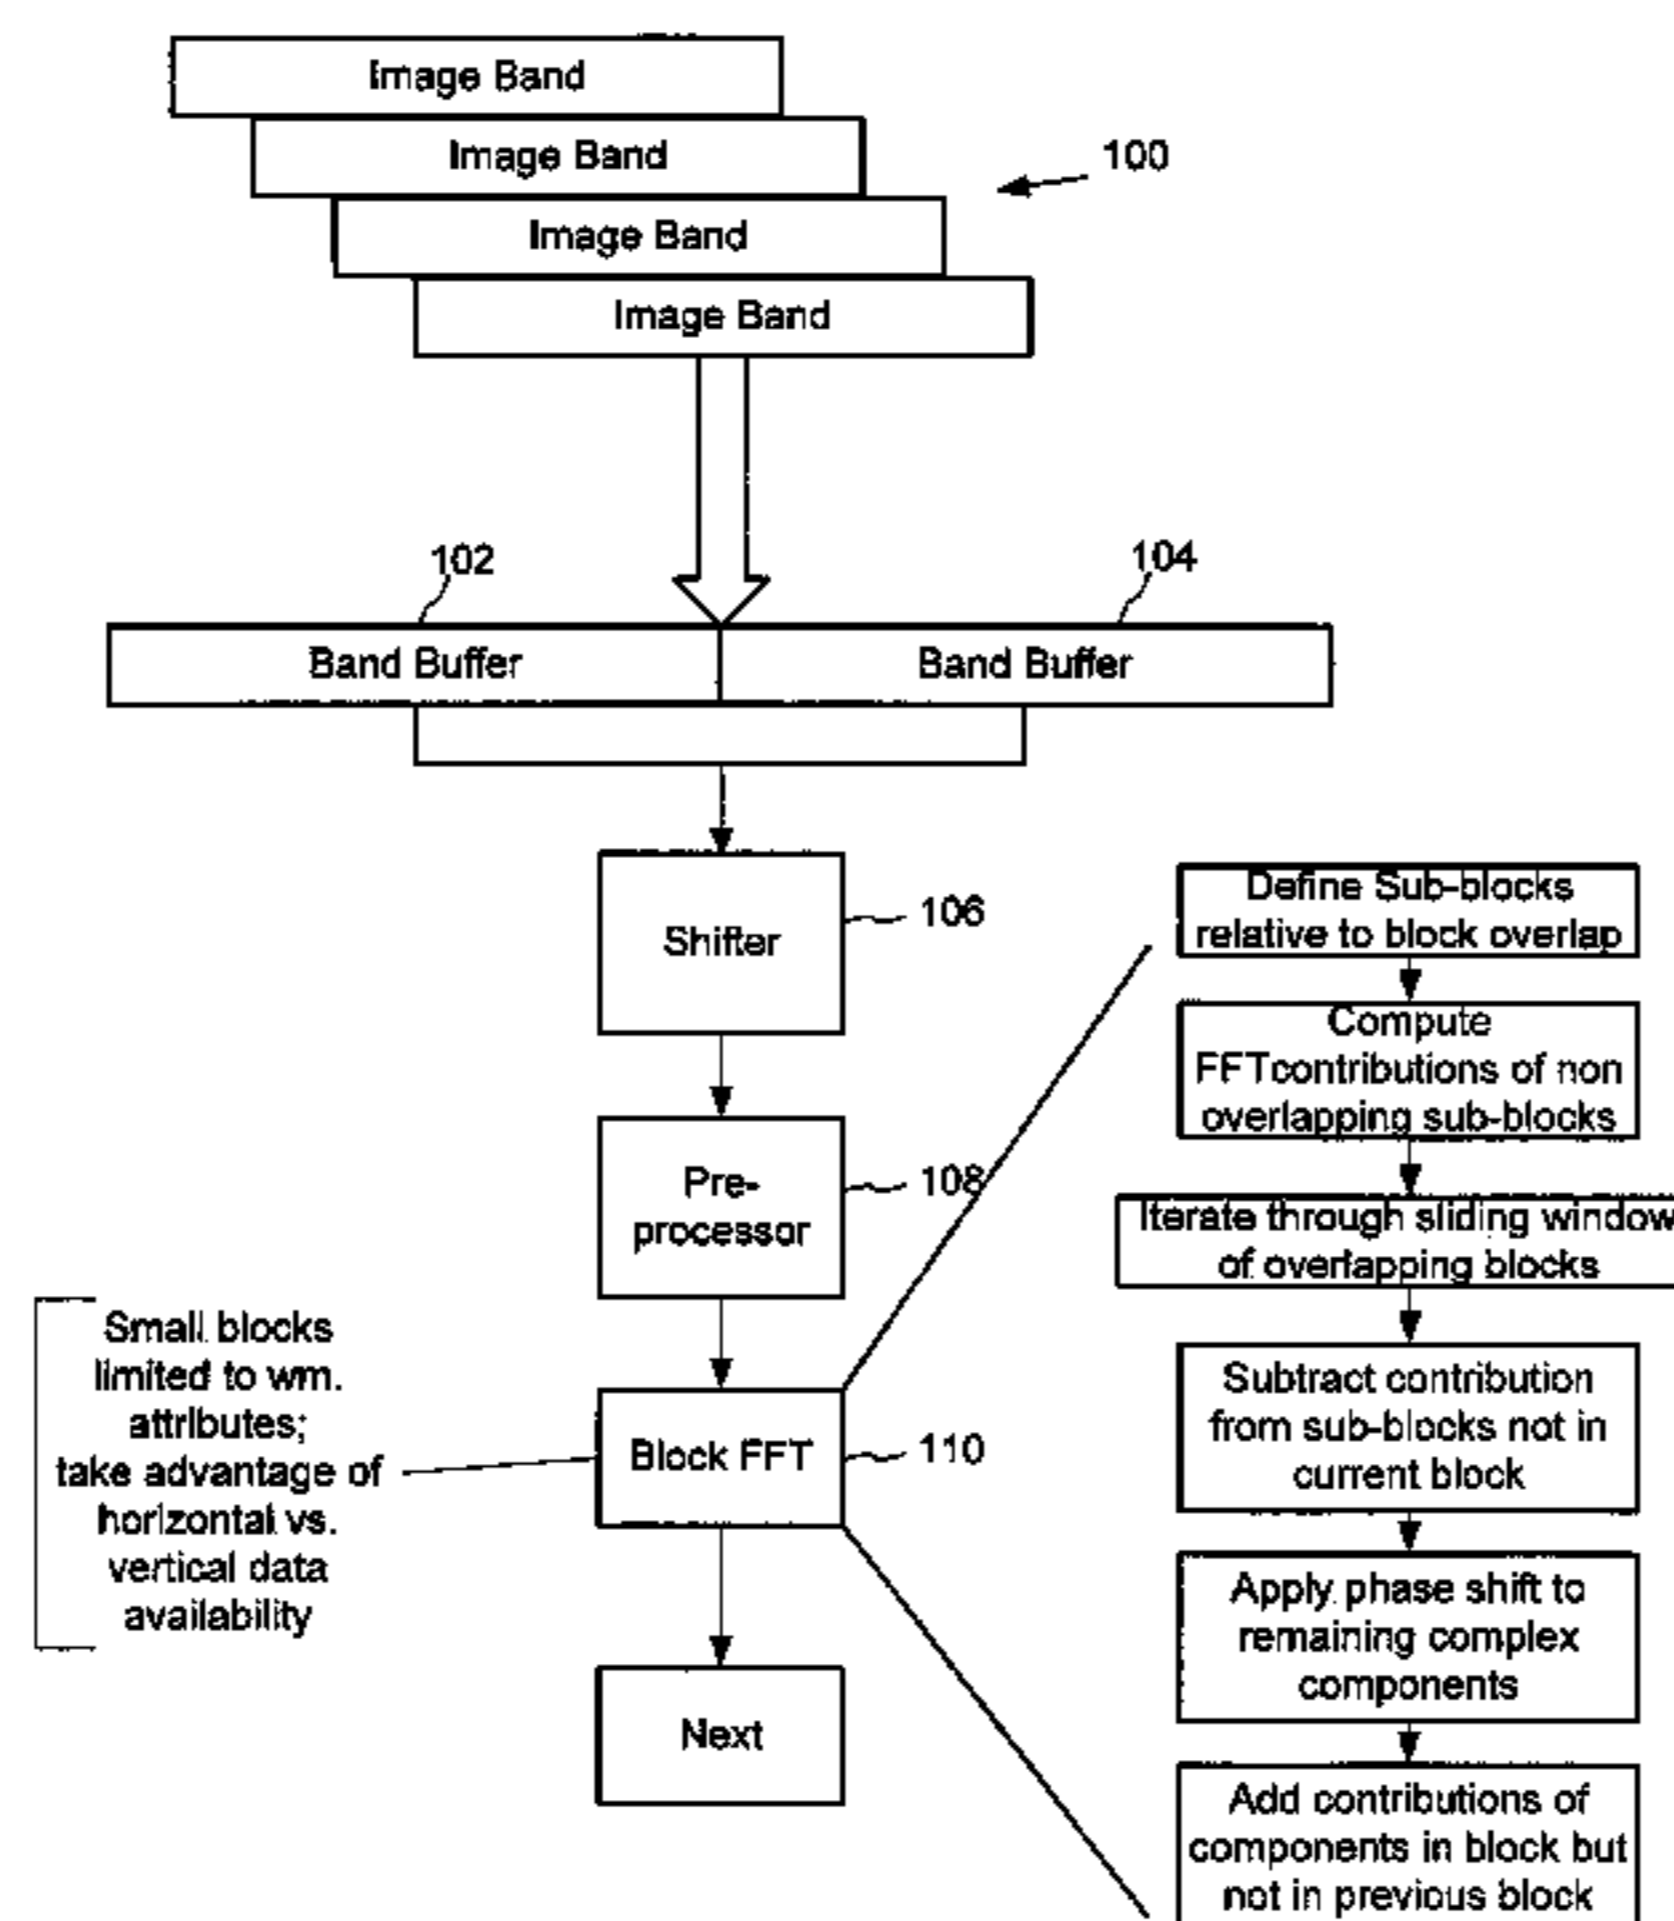 Image Band
Image Band
100
Image Band
Image Band
102
104
Band Buffer
Band Buffer
Shifter
106
Pre-
processor
108
Small blocks
limited to wm.
attributes;
take advantage of
horizontal vs.
vertical data
availability
Block FFT
110
Next
Define Sub-blocks
relative to block overlap
Compute
FFTcontributions of non
overlapping sub-blocks
Iterate through sliding window
of overlapping blocks
Subtract contribution
from sub-blocks not in
current block
Apply phase shift to
remaining complex
components
Add contributions of
components in block but
not in previous block